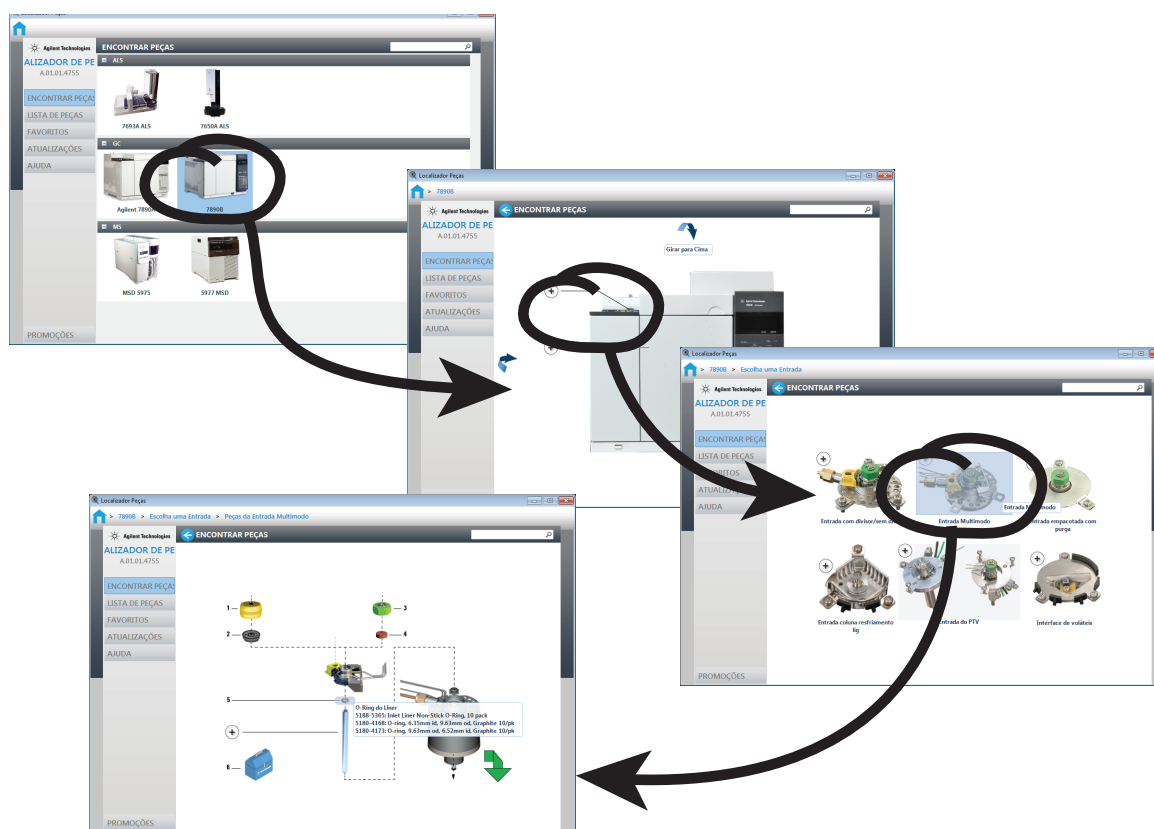 Localizador Peças
Agilent Technologies
ENCONTRAR PEÇAS
ALIZADOR DE PE
A.01.01.4755
ENCONTRAR PEÇAS
LISTA DE PEÇAS
FAVORITOS
ATUALIZAÇÕES
AJUDA
PROMOÇÕES
ALS
7693A ALS
7650A ALS
GC
Agilent 7890A
7890B
MS
MSD 5975
5977 MSD
Localizador Peças
> 7890B
Agilent Technologies
ENCONTRAR PEÇAS
ALIZADOR DE PE
A.01.01.4755
ENCONTRAR PEÇAS
LISTA DE PEÇAS
FAVORITOS
ATUALIZAÇÕES
AJUDA
Girar para Cima
Localizador Peças
> 7890B > Escolha uma Entrada
Agilent Technologies
ENCONTRAR PEÇAS
ALIZADOR DE PE
A.01.01.4755
ENCONTRAR PEÇAS
LISTA DE PEÇAS
AJUDA
PROMOÇÕES
Entrada com divisor/sem
Entrada Multimodo
Entrada
empacotada com
purga
Entrada coluna resfriamento
lig
Entrada do PTV
Interface de voláteis
Localizador Peças
> 7890B > Escolha uma Entrada > Peças da Entrada Multimodo
Agilent Technologies
ENCONTRAR PEÇAS
ALIZADOR DE PE
A.01.01.4755
ENCONTRAR PEÇAS
LISTA DE PEÇAS
FAVORITOS
ATUALIZAÇÕES
AJUDA
PROMOÇÕES
1
2
3
4
5
6
O-Ring do Liner
5188-5365: Inlet Liner Non-Stick O-Ring, 10 pack
5180-4168: O-ring, 6.35mm id, 9.63mm od, Graphite 10/pk
5180-4173: O-ring, 9.63mm od, 6.52mm id, Graphite 10/pk